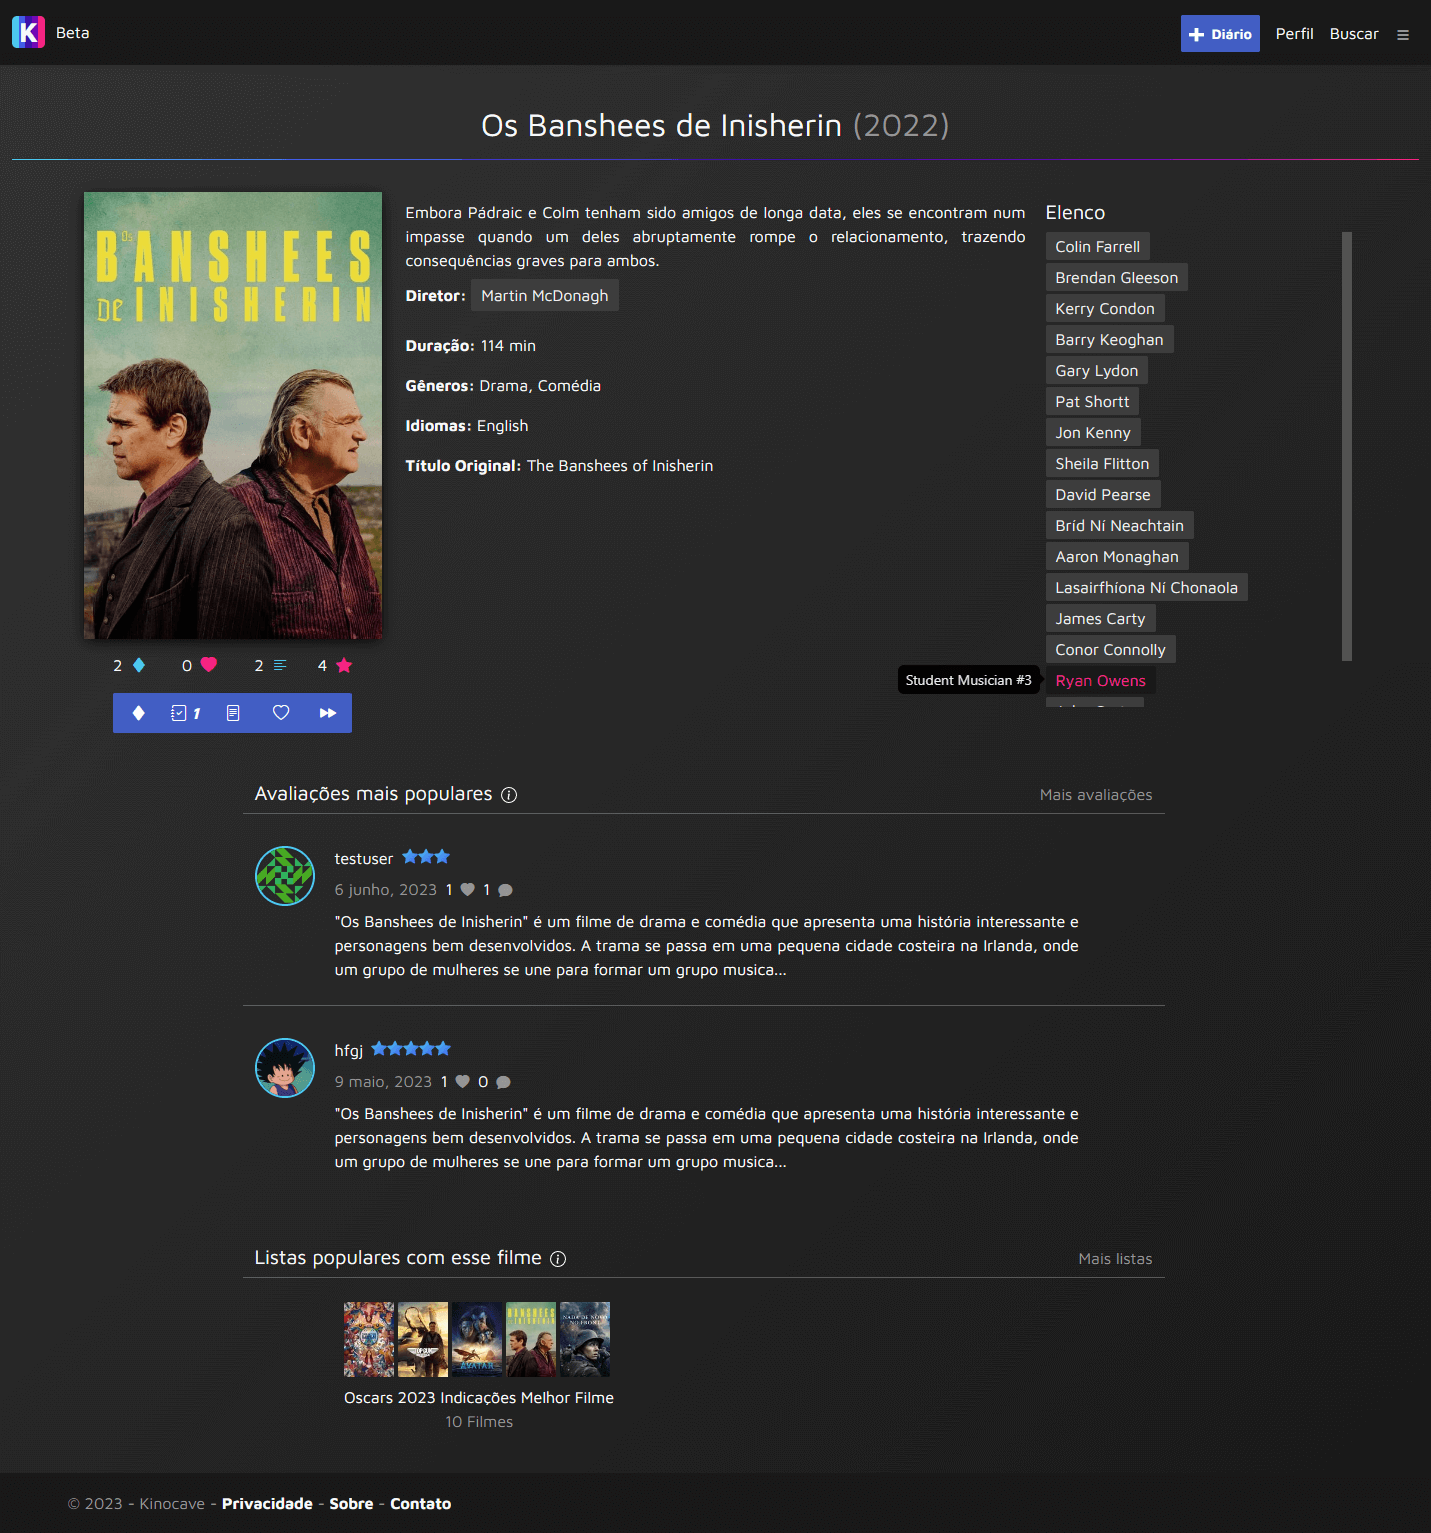 K Beta
Diário Perfil Buscar
Os Banshees de Inisherin (2022)
Os
BANSHEES
DE INISHERIN
Embora Pádraic e Colm tenham sido amigos de longa data, eles se encontram num
impasse quando um deles abruptamente rompe o relacionamento, trazendo
consequências graves para ambos.
Diretor: Martin McDonagh
Duração: 114 min
Gêneros: Drama, Comédia
Idiomas: English
Título Original: The Banshees of Inisherin
Elenco
Colin Farrell
Brendan Gleeson
Kerry Condon
Barry Keoghan
Gary Lydon
Pat Shortt
Jon Kenny
Sheila Flitton
David Pearse
Bríd Ní Neachtain
Aaron Monaghan
Lasairfhíona Ní Chonaola
James Carty
Conor Connolly
Student Musician #3
Ryan Owens
2 0 2 4
1
Avaliações mais populares
Mais avaliações
testuser
6 junho, 2023 1 1
"Os Banshees de Inisherin" é um filme de drama e comédia que apresenta uma história interessante e
personagens bem desenvolvidos. A trama se passa em uma pequena cidade costeira na Irlanda, onde
um grupo de mulheres se une para formar um grupo musica...
hfgj
9 maio, 2023 1 0
"Os Banshees de Inisherin" é um filme de drama e comédia que apresenta uma história interessante e
personagens bem desenvolvidos. A trama se passa em uma pequena cidade costeira na Irlanda, onde
um grupo de mulheres se une para formar um grupo musica...
Listas populares com esse filme
Mais listas
TOP GUN
AVATAR
BANSHEES
DE INISHERIN
NADA DE NOVO
NO FRONT
Oscars 2023 Indicações Melhor Filme
10 Filmes
© 2023 - Kinocave - Privacidade - Sobre - Contato